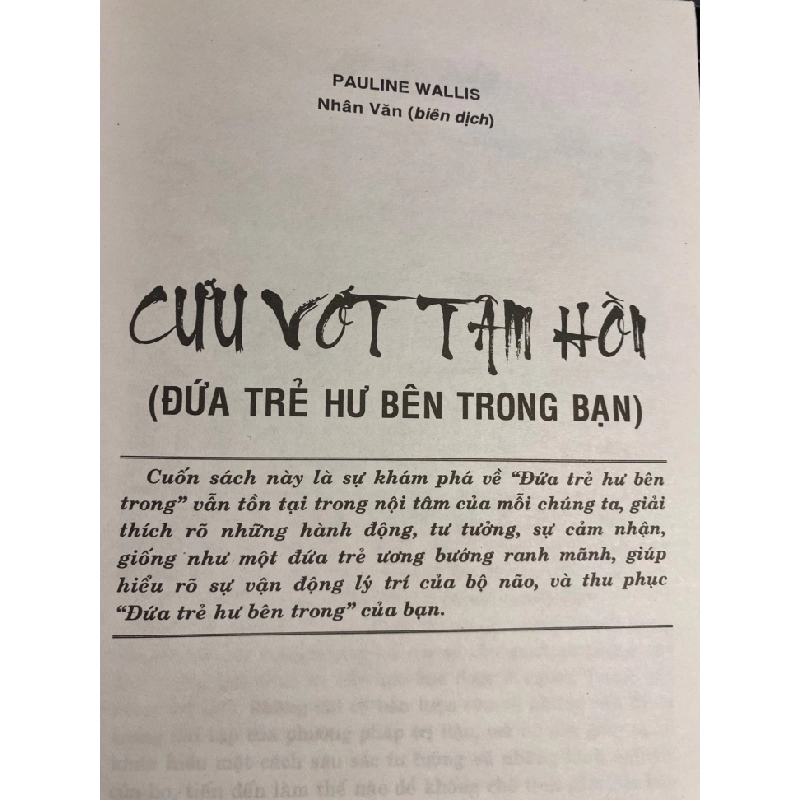 PAULINE WALLIS
Nhân Văn (biên dịch)
CỨU VỚT TÂM HỒN
(ĐỨA TRẺ HƯ BÊN TRONG BẠN)
Cuốn sách này là sự khám phá về “Đứa trẻ hư bên
trong” vẫn tồn tại trong nội tâm của mỗi chúng ta, giải
thích rõ những hành động, tư tưởng, sự cảm nhận,
giống như một đứa trẻ ương bướng ranh mãnh, giúp
hiểu rõ sự vận động lý trí của bộ não, và thu phục
“Đứa trẻ hư bên trong” của bạn.